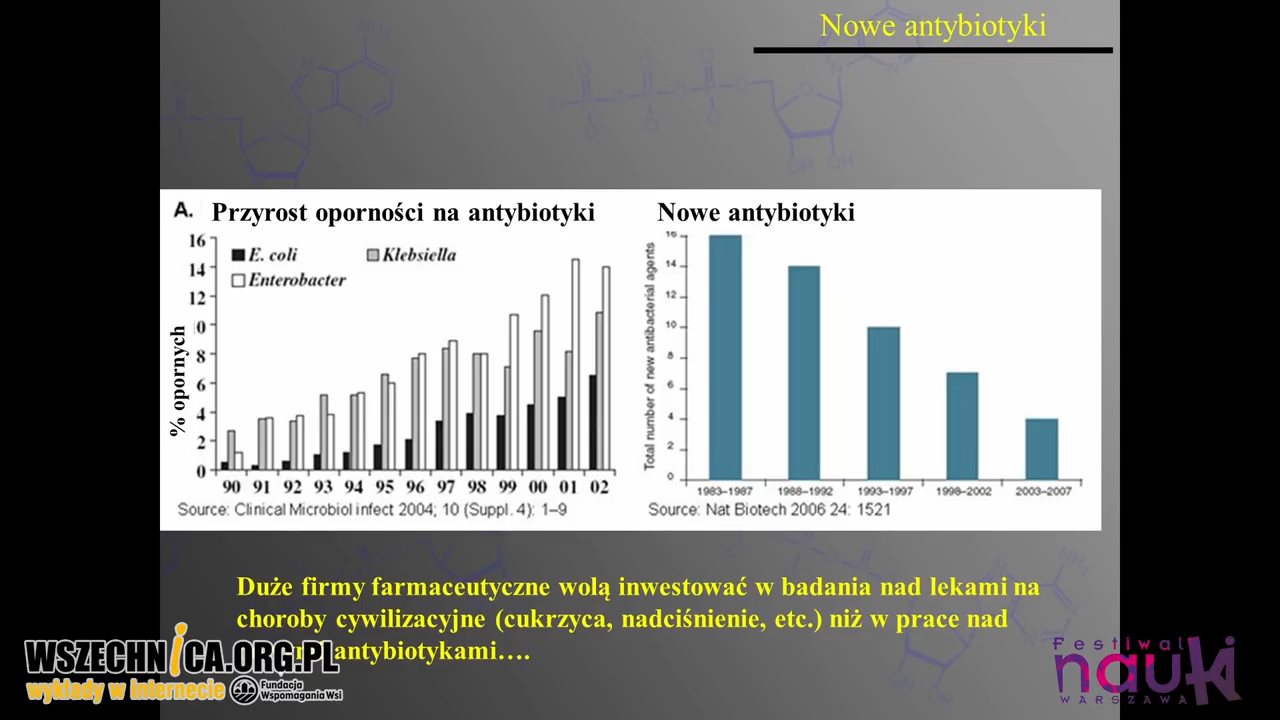 Nowe antybiotyki
A. Przyrost oporności na antybiotyki
% opornych
16
14
12
8
6
4
2
0
E. coli
Klebsiella
Enterobacter
90 91 92 93 94 95 96 97 98 99 00 01 02
Source: Clinical Microbiol infect 2004; 10 (Suppl. 4): 1–9
Nowe antybiotyki
Total number of new antibacterial agents
16
14
12
10
8
6
4
2
0
1983–1987 1988–1992 1993–1997 1998–2002 2003–2007
Source: Nat Biotech 2006 24: 1521
Duże firmy farmaceutyczne wolą inwestować w badania nad lekami na
choroby cywilizacyjne (cukrzyca, nadciśnienie, etc.) niż w prace nad
antybiotykami….
WSZECHNICA.ORG.PL
wykłady w Internecie
Fundacja
Wspomagania Wsi
Festiwal
nauki
WARSZAWA